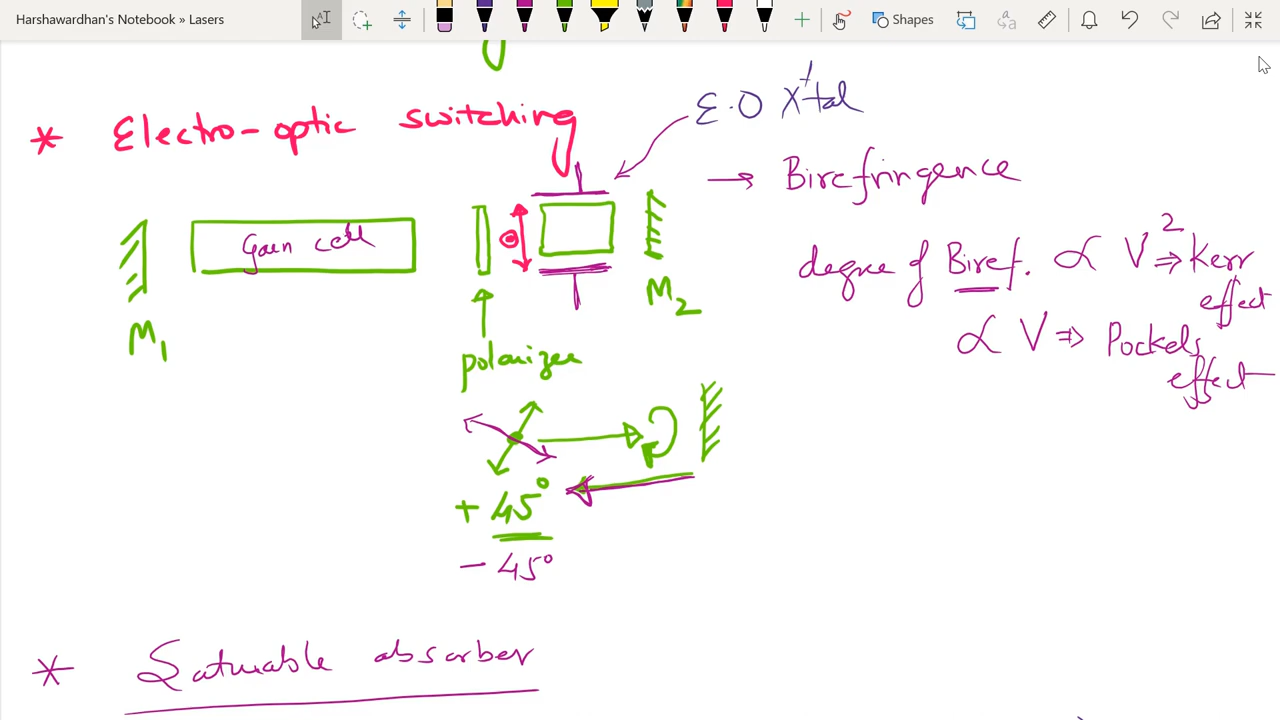 Harshawardhan's Notebook » Lasers
Shapes
* Electro-optic switching
E.O X'tal
→ Birefringence
Gain cell
M1
M2
polarizer
degree of Biref. ∝ V² ⇒ Kerr effect
∝ V ⇒ Pockels effect
+ 45°
- 45°
* Saturable absorber